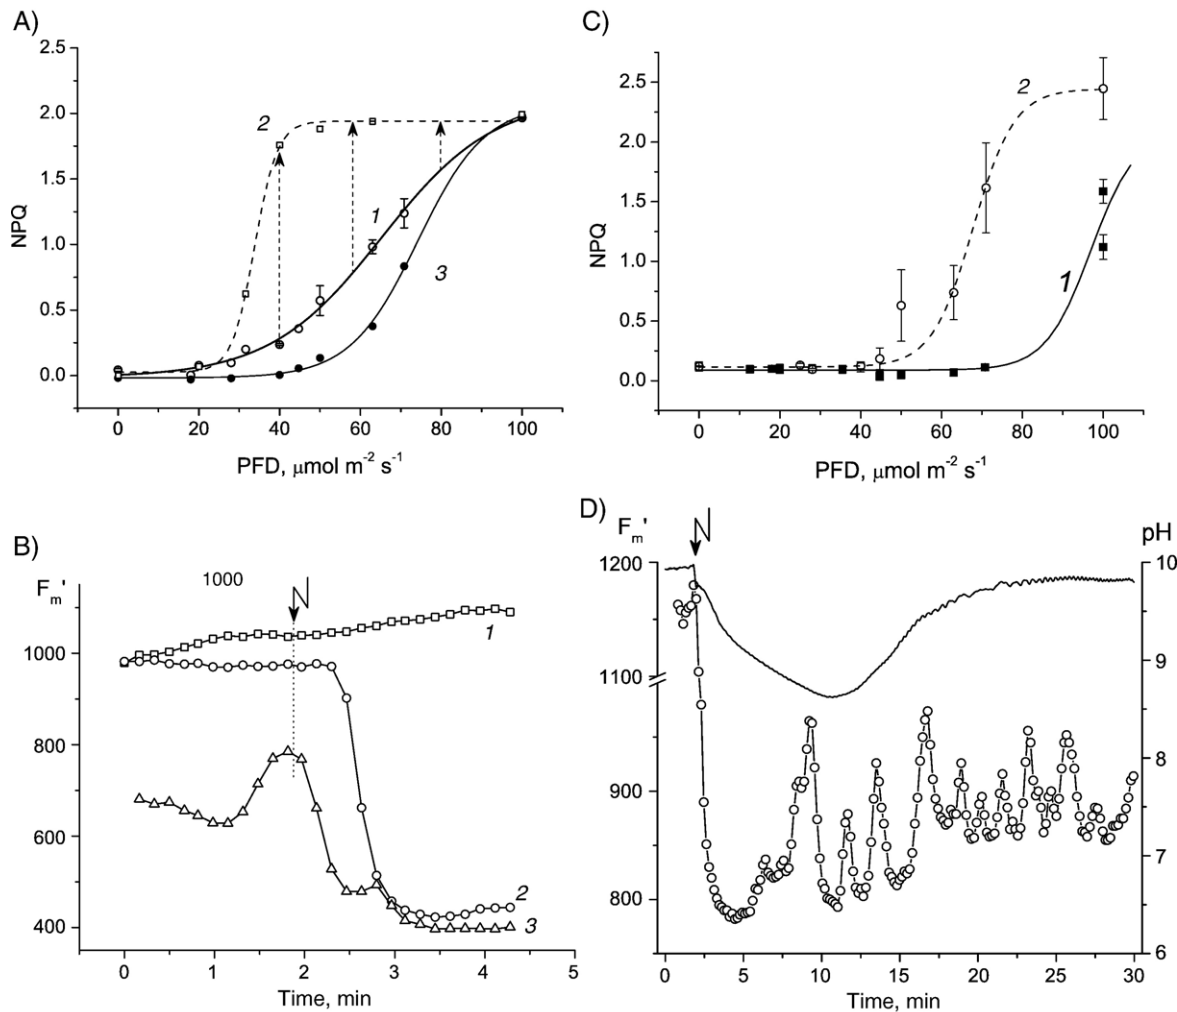 A)
2.5
2.0
1.5
1.0
0.5
0.0
NPQ
2
1
3
0 20 40 60 80 100
PFD, μmol m⁻² s⁻¹
C)
2.5
2.0
1.5
1.0
0.5
0.0
NPQ
2
1
0 20 40 60 80 100
PFD, μmol m⁻² s⁻¹
B)
Fm'
1000
1000
800
600
400
1
2
3
0 1 2 3 4 5
Time, min
D)
Fm'
pH
1200
1100
900
800
10
9
8
7
6
0 5 10 15 20 25 30
Time, min